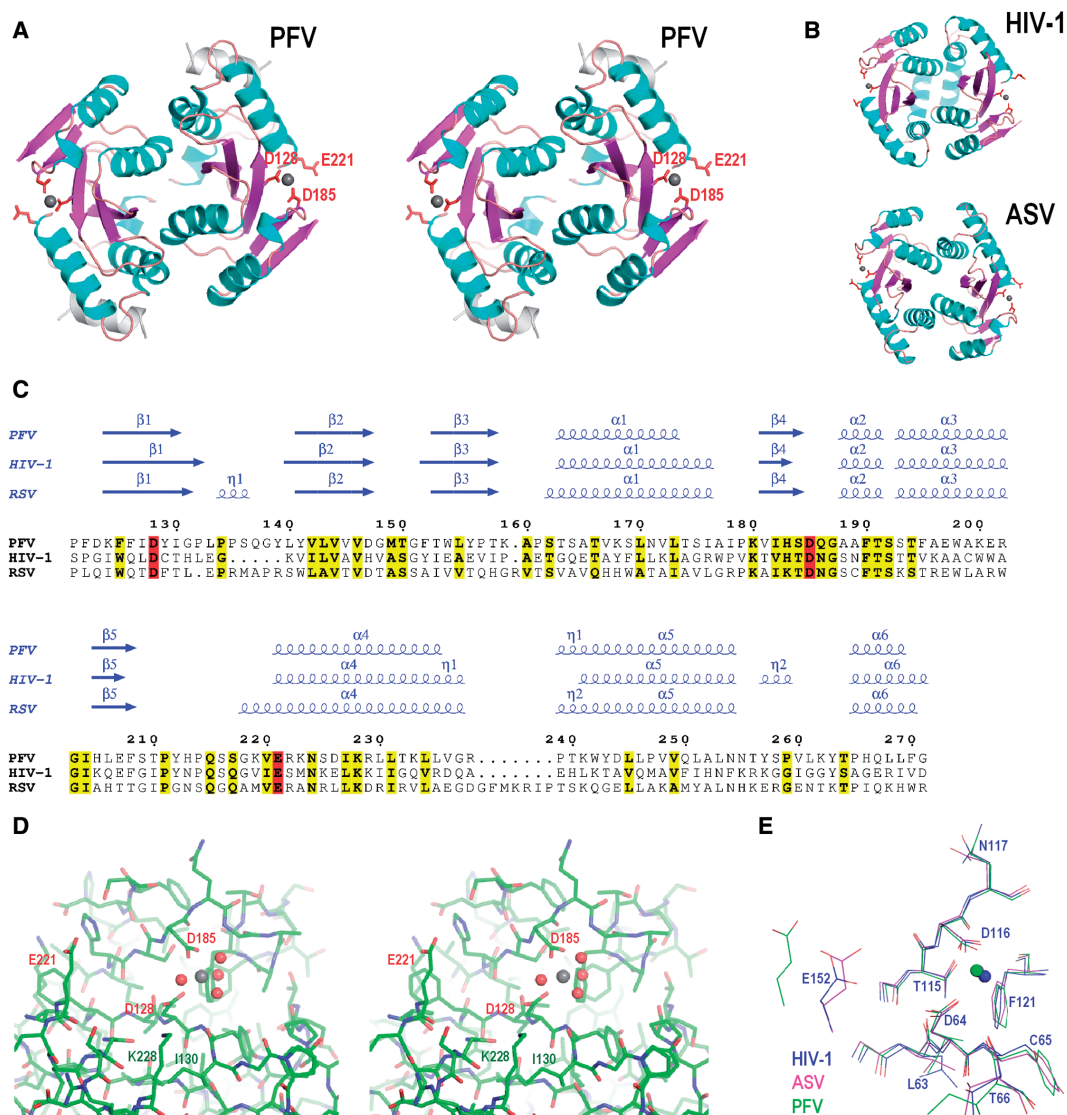 A
PFV
PFV
B
HIV-1
D128
E221
D185
D128
E221
D185
ASV
C
β1 β2 β3 α1 β4 α2 α3
PFV
β1 β2 β3 α1 β4 α2 α3
HIV-1
β1 η1 β2 β3 α1 β4 α2 α3
RSV
130 140 150 160 170 180 190 200
PFV PFDKFFIDYIGPLPPSQGYLYVLVVVDGMTGFTWLYPTK.APSTSATVKSLNVLTSIAIPKVIHSDQGAAFTSSTFAEWAKER
HIV-1 SPGIWQLDCTHLEG.....KVILVAVHVASGYIEAEVIP.AETGQETAYFLLKLAGRWPVKTVHTDNGSNFTSTTVKAACWWA
RSV PLQIWQTDFTLE.PRMAPRSWLAVTVDTASSAIVVTQHGRVTSVAVQHHWATAIAVLGRPKAIKTDNGSCFTSKSTREWLARW
β5 α4 η1 α5 α6
PFV
β5 α4 η1 α5 η2 α6
HIV-1
β5 α4 η2 α5 α6
RSV
210 220 230 240 250 260 270
PFV GIHLEFSTPYHPQSSGKVERKNSDIKRLLTKLLVGR.......PTKWYDLLPVVQLALNNTYSPVLKYTPHQLLFG
HIV-1 GIKQEFGIPYNPQSQGVIESMNKELKKIIGQVRDQA.......EHLKTAVQMAVFIHNFKRKGGIGGYSAGERIVD
RSV GIAHTTGIPGNSQGQAMVERANRLLKDRIRVLAEGDGFMKRIPTSKQGELLAKAMYALNHKERGENTKTPIQKHWR
D
D185
E221
D128
K228
I130
D185
E221
D128
K228
I130
E
N117
D116
E152
T115
F121
D64
C65
L63
T66
HIV-1
ASV
PFV